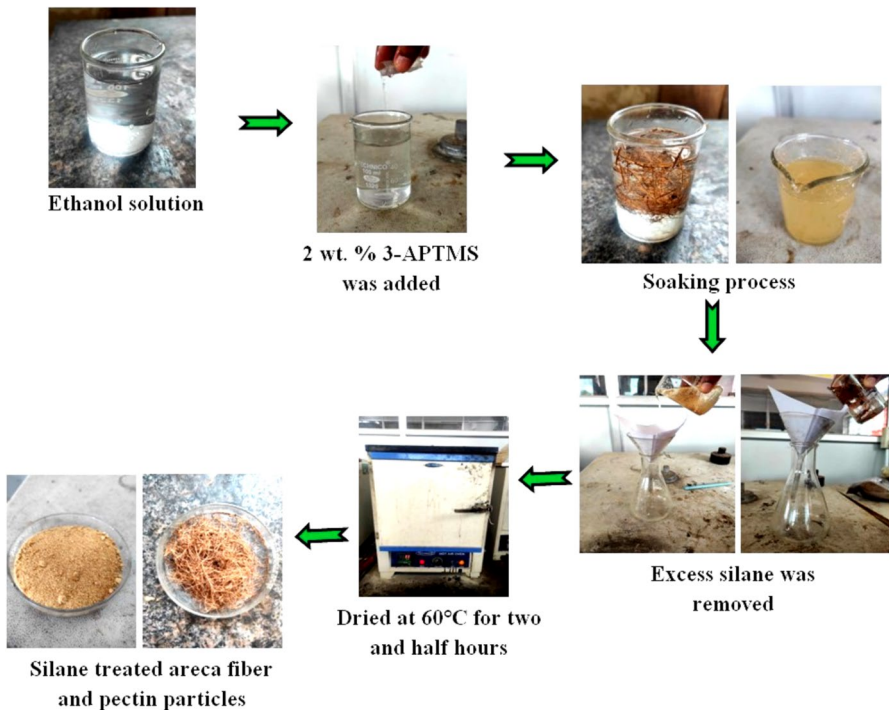 Ethanol solution
2 wt. % 3-APTMS
was added
Soaking process
Excess silane was
removed
Dried at 60°C for two
and half hours
Silane treated areca fiber
and pectin particles